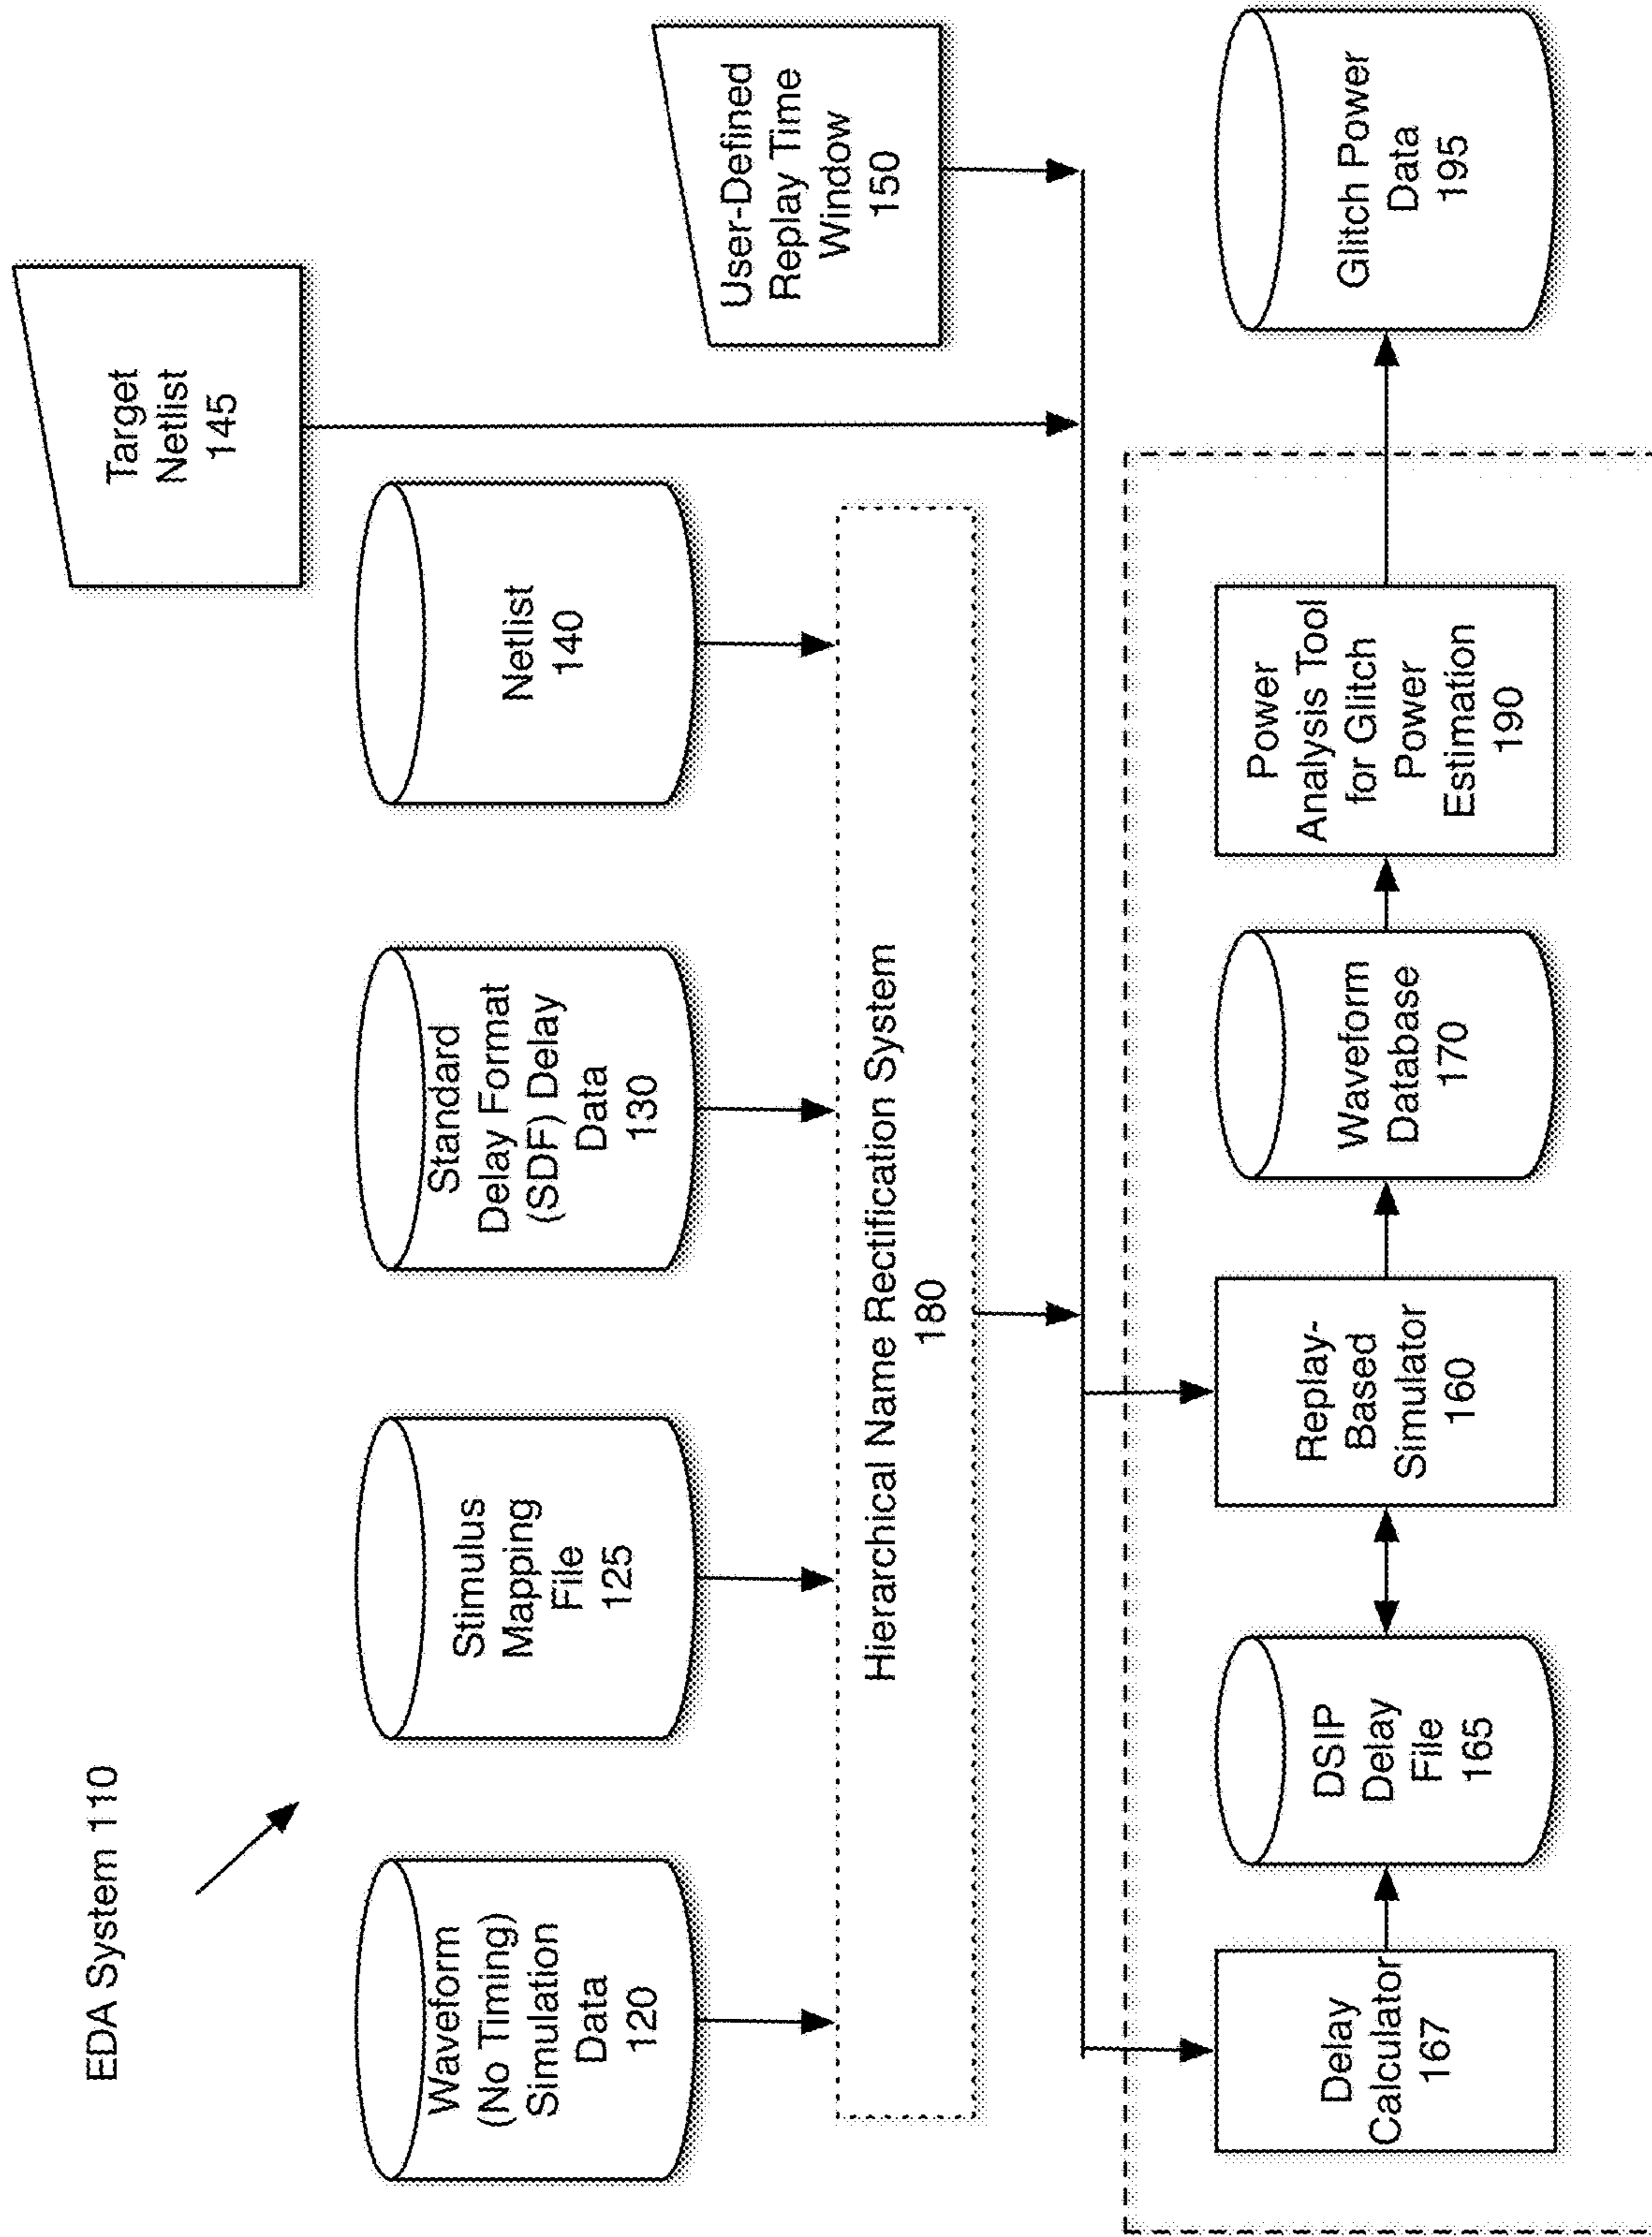 EDA System 110
Target
Netlist
145
Waveform
(No Timing)
Simulation
Data
120
Stimulus
Mapping
File
125
Standard
Delay Format
(SDF) Delay
Data
130
Netlist
140
User-Defined
Replay Time
Window
150
Hierarchical Name Rectification System
180
Delay
Calculator
167
DSIP
Delay
File
165
Replay-
Based
Simulator
160
Waveform
Database
170
Power
Analysis Tool
for Glitch
Power
Estimation
190
Glitch Power
Data
195